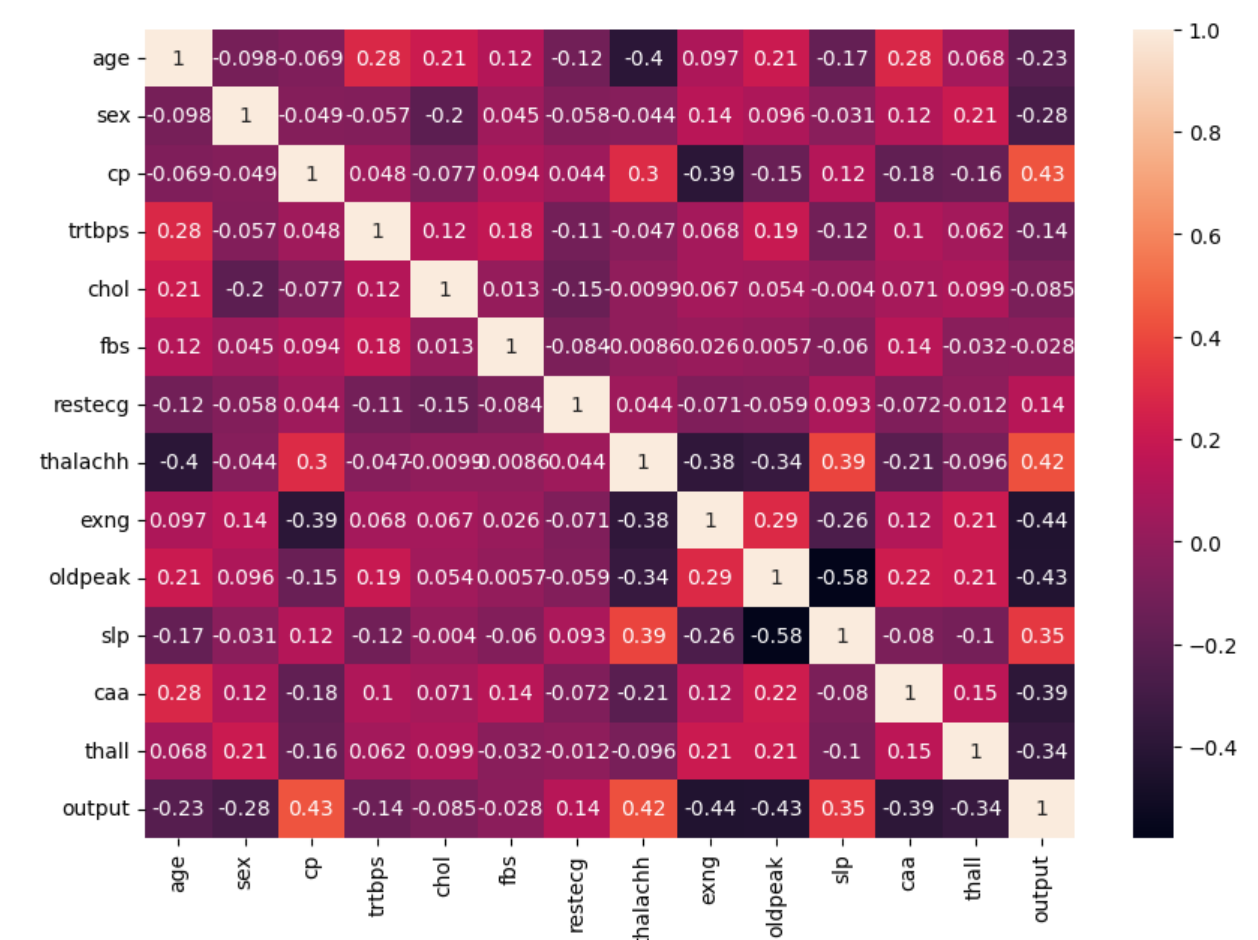 age 1 -0.098 -0.069 0.28 0.21 0.12 -0.12 -0.4 0.097 0.21 -0.17 0.28 0.068 -0.23
sex -0.098 1 -0.049 -0.057 -0.2 0.045 -0.058 -0.044 0.14 0.096 -0.031 0.12 0.21 -0.28
cp -0.069 -0.049 1 0.048 -0.077 0.094 0.044 0.3 -0.39 -0.15 0.12 -0.18 -0.16 0.43
trtbps 0.28 -0.057 0.048 1 0.12 0.18 -0.11 -0.047 0.068 0.19 -0.12 0.1 0.062 -0.14
chol 0.21 -0.2 -0.077 0.12 1 0.013 -0.15 -0.0099 0.067 0.054 -0.004 0.071 0.099 -0.085
fbs 0.12 0.045 0.094 0.18 0.013 1 -0.084 -0.0086 0.026 0.0057 -0.06 0.14 -0.032 -0.028
restecg -0.12 -0.058 0.044 -0.11 -0.15 -0.084 1 0.044 -0.071 -0.059 0.093 -0.072 -0.012 0.14
thalachh -0.4 -0.044 0.3 -0.047 -0.0099 -0.0086 0.044 1 -0.38 -0.34 0.39 -0.21 -0.096 0.42
exng 0.097 0.14 -0.39 0.068 0.067 0.026 -0.071 -0.38 1 0.29 -0.26 0.12 0.21 -0.44
oldpeak 0.21 0.096 -0.15 0.19 0.054 0.0057 -0.059 -0.34 0.29 1 -0.58 0.22 0.21 -0.43
slp -0.17 -0.031 0.12 -0.12 -0.004 -0.06 0.093 0.39 -0.26 -0.58 1 -0.08 -0.1 0.35
caa 0.28 0.12 -0.18 0.1 0.071 0.14 -0.072 -0.21 0.12 0.22 -0.08 1 0.15 -0.39
thall 0.068 0.21 -0.16 0.062 0.099 -0.032 -0.012 -0.096 0.21 0.21 -0.1 0.15 1 -0.34
output -0.23 -0.28 0.43 -0.14 -0.085 -0.028 0.14 0.42 -0.44 -0.43 0.35 -0.39 -0.34 1
age sex cp trtbps chol fbs restecg thalachh exng oldpeak slp caa thall output
1.0
0.8
0.6
0.4
0.2
0.0
−0.2
−0.4